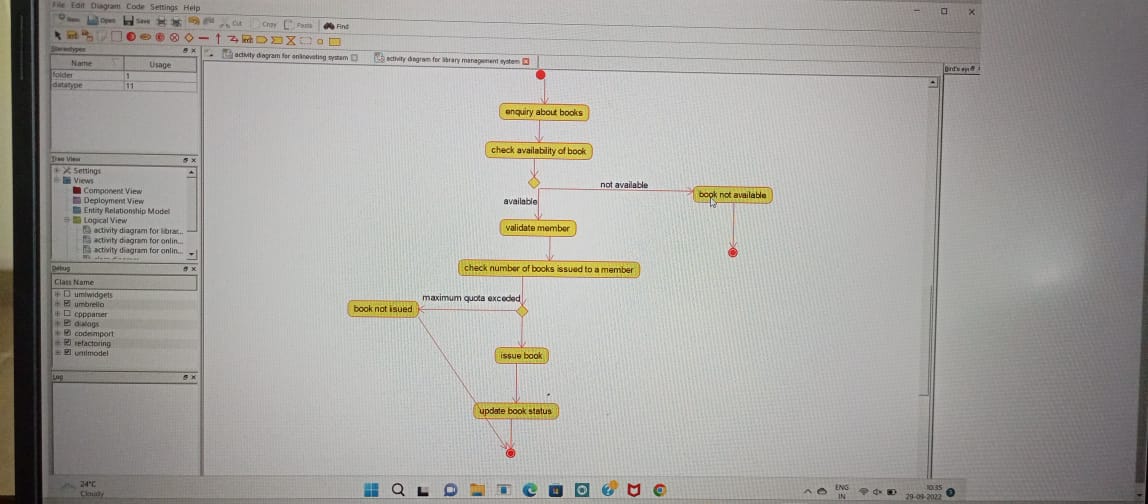 File Edit Diagram Code Settings Help
New Open Save Cut Copy Paste Find
Stereotypes
Name Usage
folder 1
datatype 11
activity diagram for onlinevoting system
activity diagram for library management system
Bird's eye
Tree View
Settings
Views
Component View
Deployment View
Entity Relationship Model
Logical View
activity diagram for librar...
activity diagram for onlin...
activity diagram for onlin...
Debug
Class Name
umlwidgets
umbrello
cppparser
dialogs
codeimport
refactoring
umlmodel
Log
enquiry about books
check availability of book
not available
book not available
available
validate member
check number of books issued to a member
maximum quota exceded
book not iisued
issue book
update book status
24°C
Cloudy
ENG
IN
10:35
29-09-2022